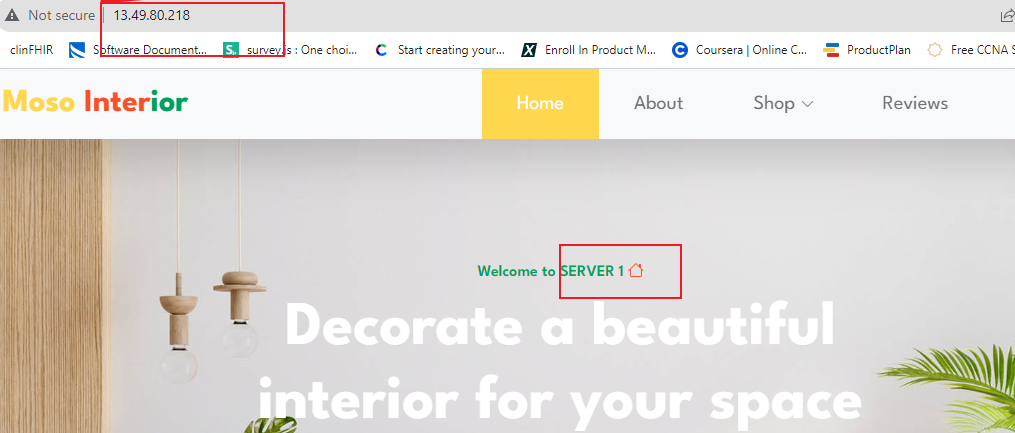 Not secure 13.49.80.218
clinFHIR Software Document... survey.js : One choi... Start creating your... Enroll In Product M... Coursera | Online C... ProductPlan Free CCNA S
Moso Interior Home About Shop Reviews
Welcome to SERVER 1
Decorate a beautiful
interior for your space